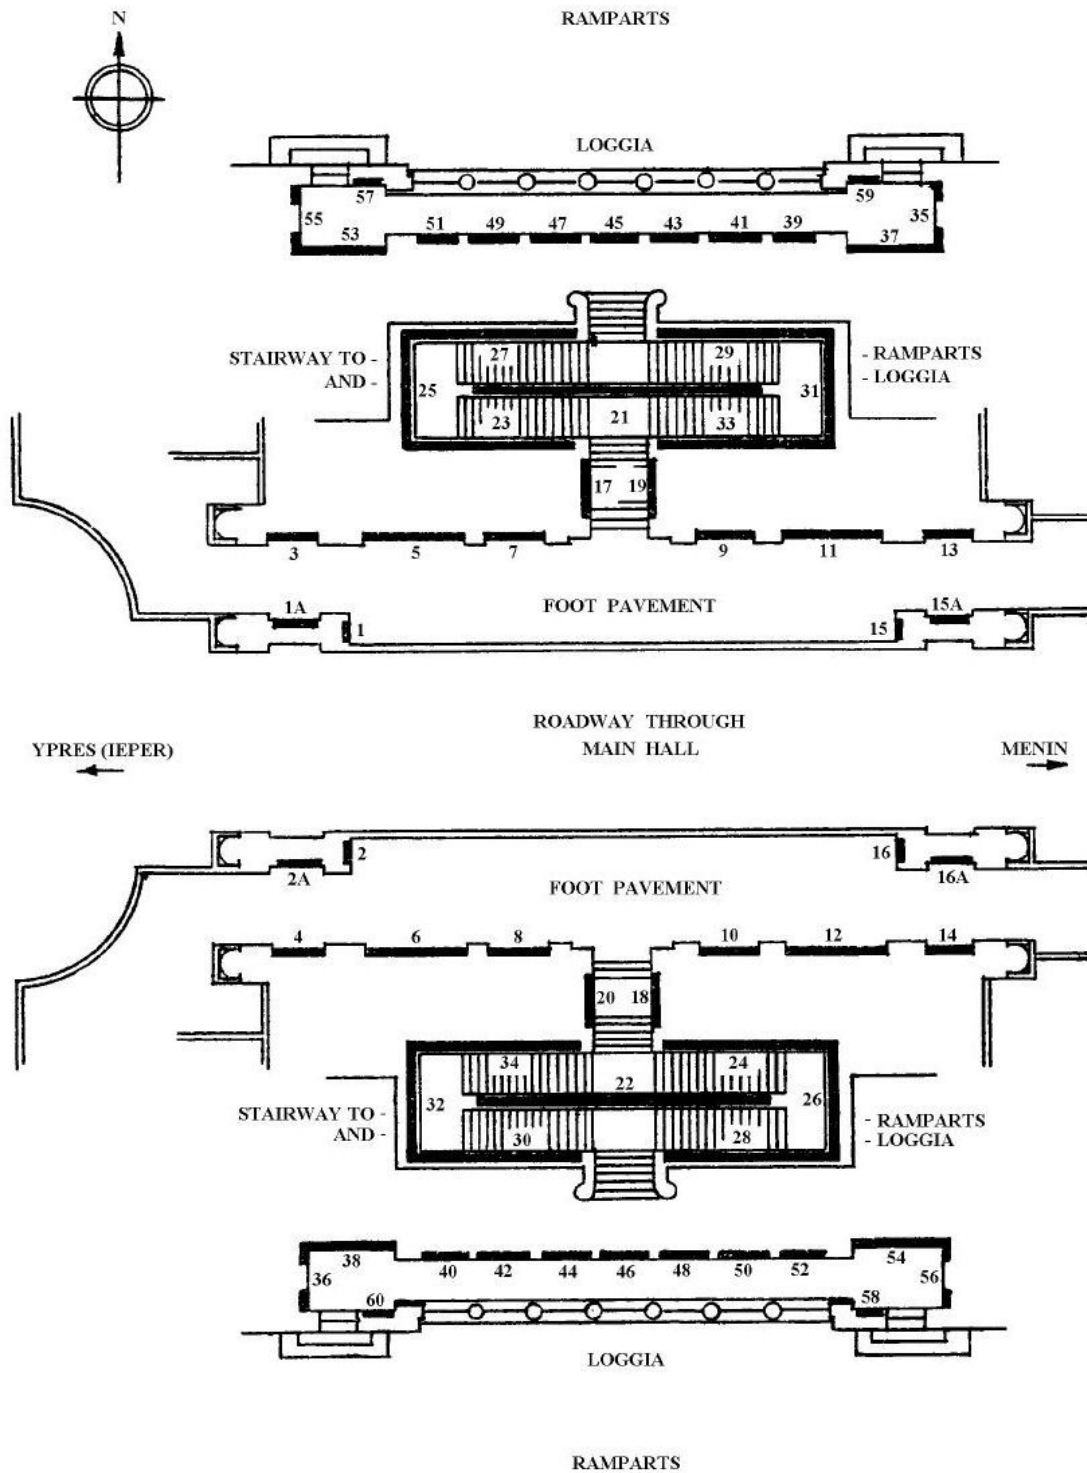 N
RAMPARTS
LOGGIA
57 59
55 35
53 51 49 47 45 43 41 39 37
STAIRWAY TO - - RAMPARTS
AND - - LOGGIA
27 29
25 31
23 21 33
17 19
3 5 7 9 11 13
1A FOOT PAVEMENT 15A
1 15
ROADWAY THROUGH
MAIN HALL
YPRES (IEPER) MENIN
2 16
2A FOOT PAVEMENT 16A
4 6 8 10 12 14
20 18
34 22 24
32 26
STAIRWAY TO - - RAMPARTS
AND - - LOGGIA
30 28
38 54
36 40 42 44 46 48 50 52 56
60 58
LOGGIA
RAMPARTS